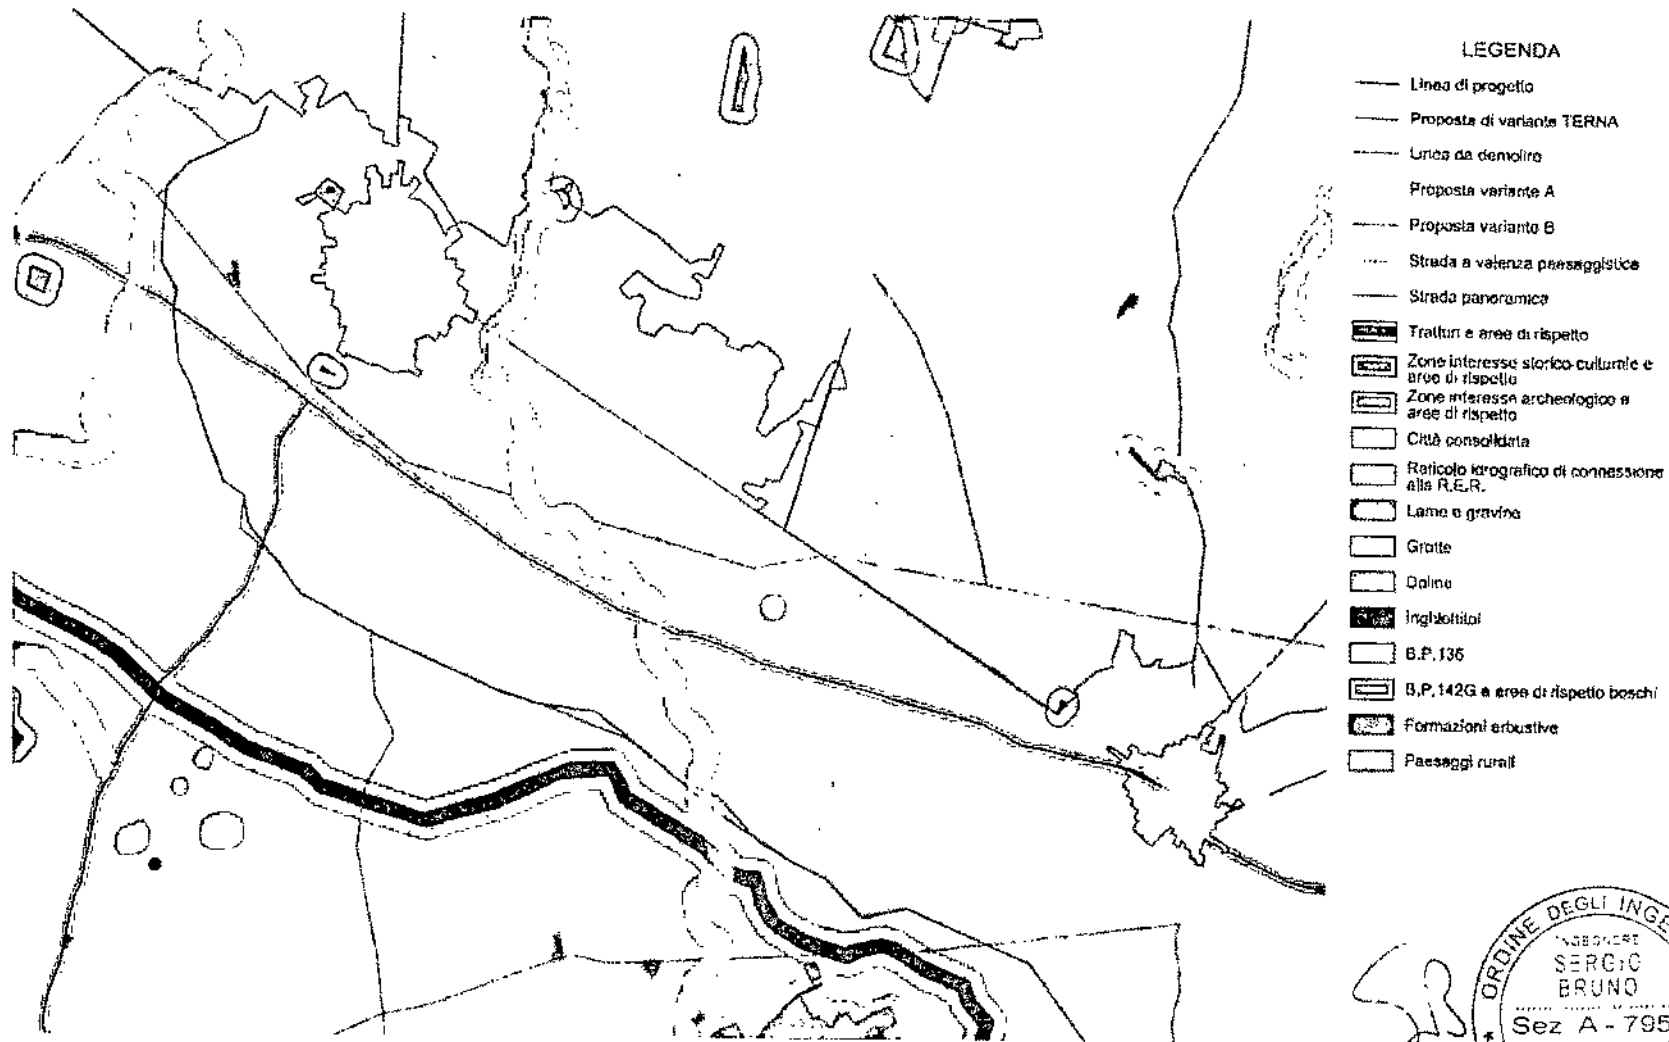 LEGENDA
Linea di progetto
Proposta di variante TERNA
Linea da demolire
Proposta variante A
Proposta variante B
Strada a valenza paesaggistica
Strada panoramica
Tratturi e aree di rispetto
Zone interesse storico-culturale e
aree di rispetto
Zone interesse archeologico e
aree di rispetto
Città consolidata
Reticolo idrografico di connessione
alla R.E.R.
Lame e gravine
Grotte
Doline
Inghiottitoi
B.P.136
B.P.142G e aree di rispetto boschi
Formazioni arbustive
Paesaggi rurali
ORDINE DEGLI INGE
INGEGNERE
SERGIO
BRUNO
Sez A - 795